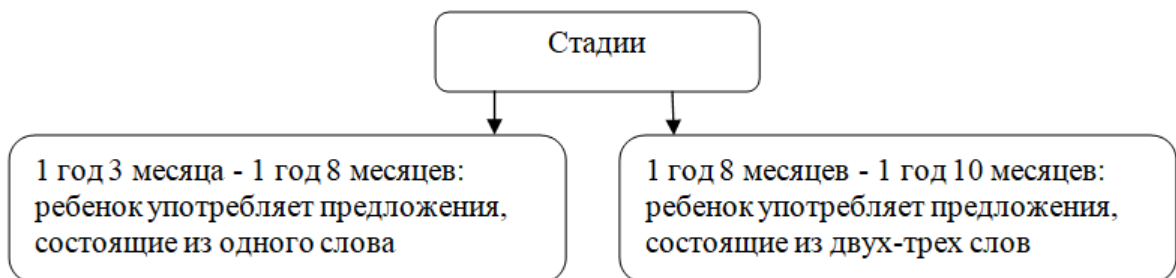 Стадии
1 год 3 месяца - 1 год 8 месяцев:
ребенок употребляет предложения,
состоящие из одного слова
1 год 8 месяцев - 1 год 10 месяцев:
ребенок употребляет предложения,
состоящие из двух-трех слов